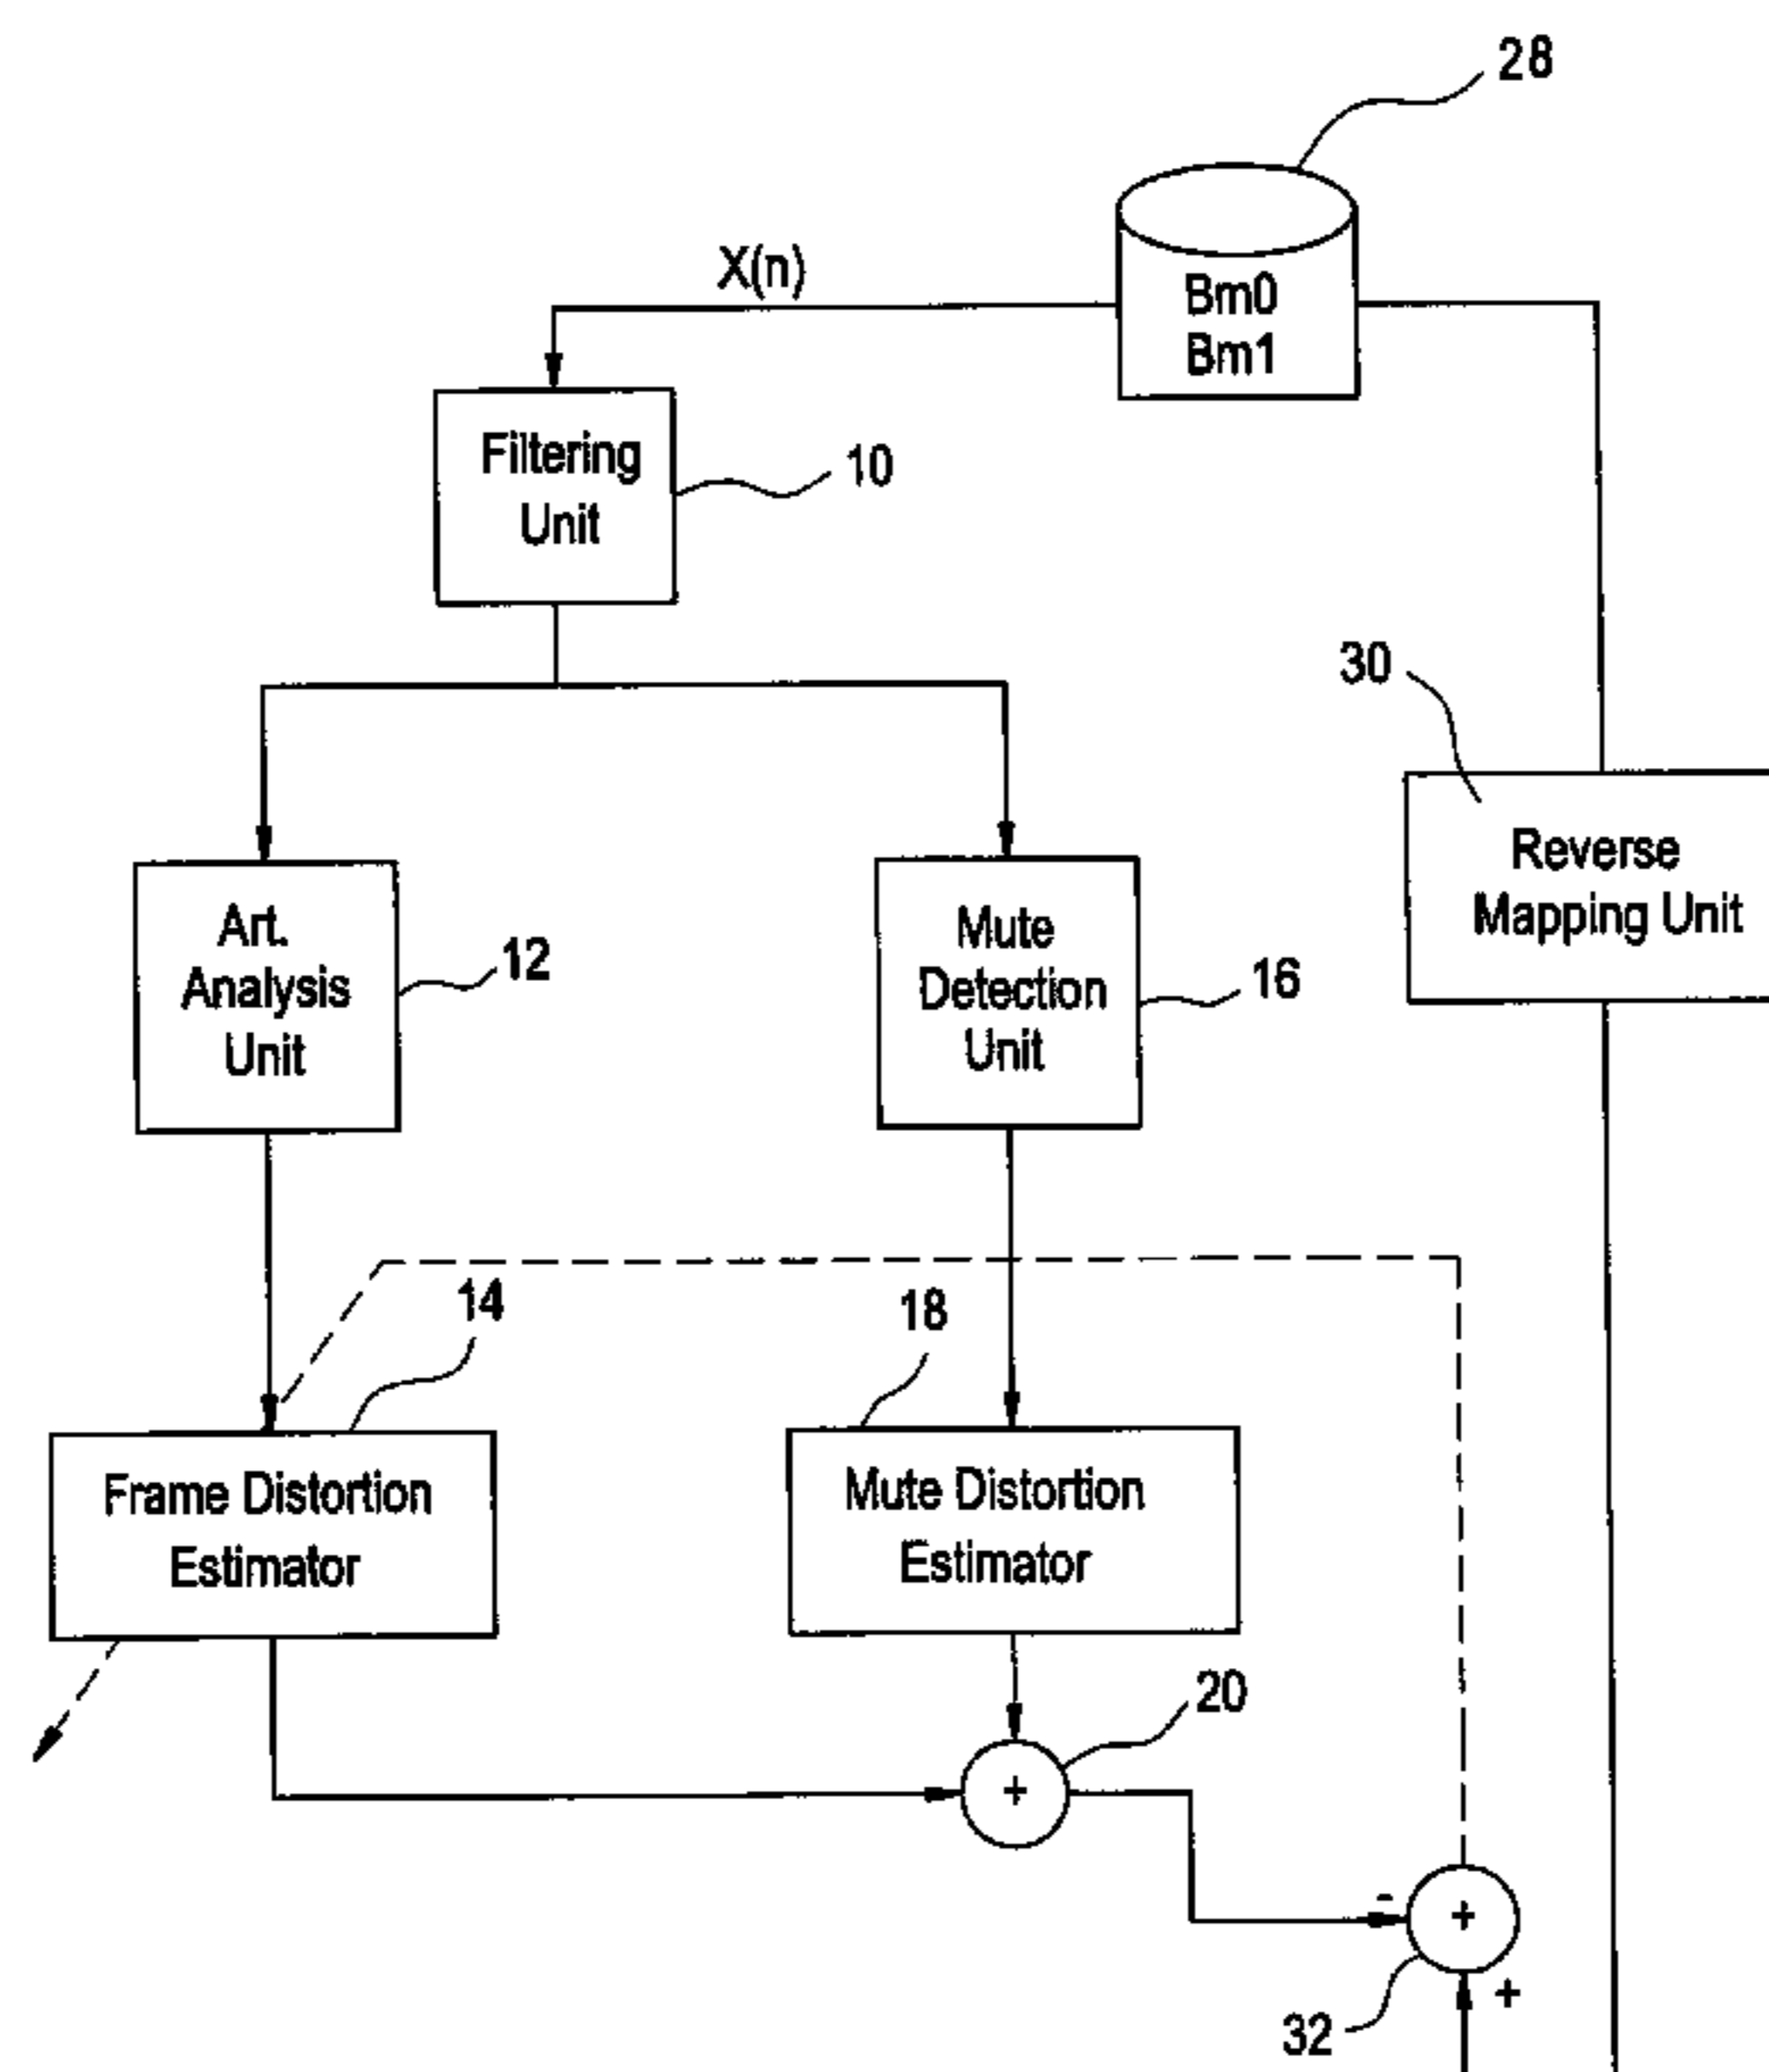 28
X(n)
Bm0
Bm1
Filtering
Unit
10
30
Reverse
Mapping Unit
Art.
Analysis
Unit
12
Mute
Detection
Unit
16
14
18
Frame Distortion
Estimator
Mute Distortion
Estimator
20
+
-
+
+
32